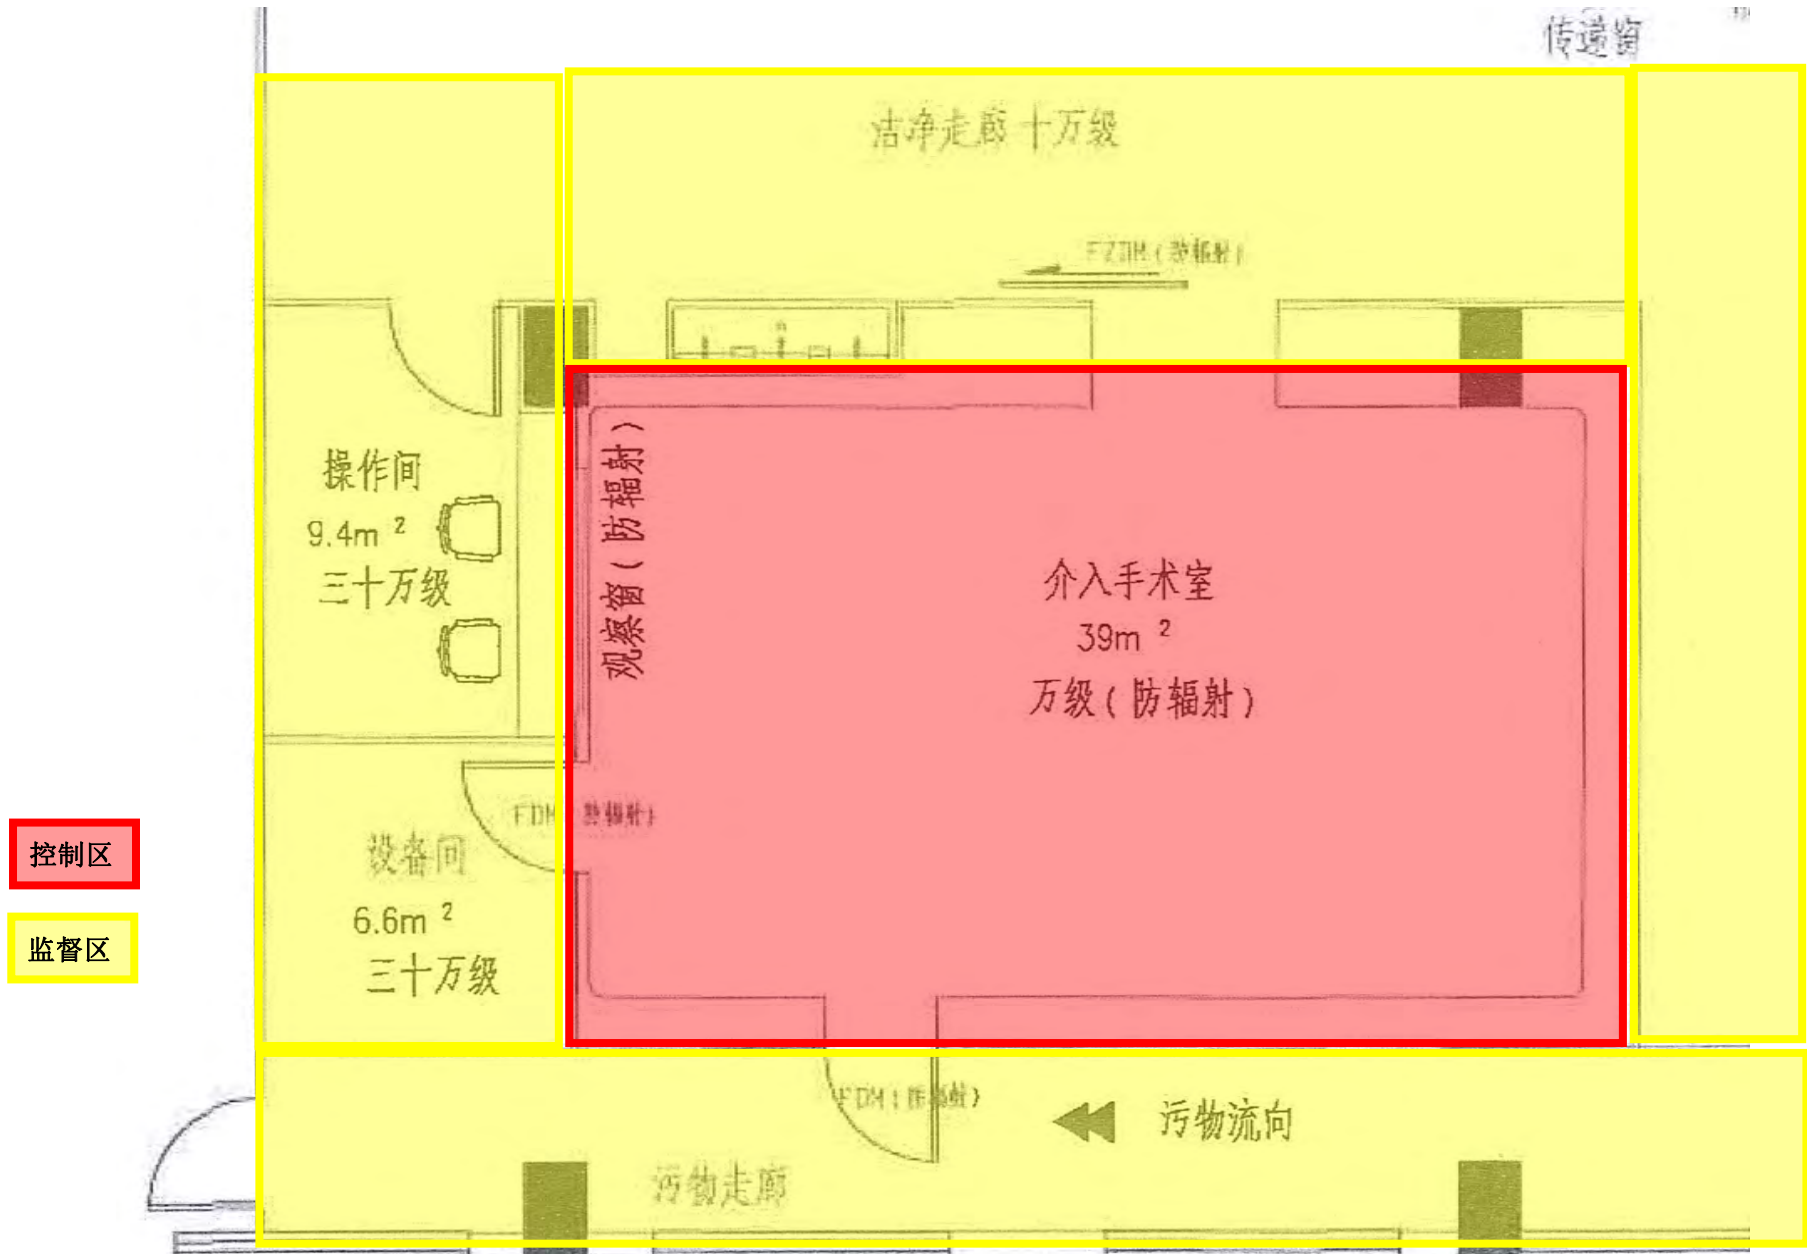 传递窗
洁净走廊 十万级
FZDM(防辐射)
操作间
9.4m²
三十万级
观察窗(防辐射)
介入手术室
39m²
万级(防辐射)
FDM(防辐射)
设备间
6.6m²
三十万级
控制区
监督区
FDM(防辐射)
污物流向
污物走廊